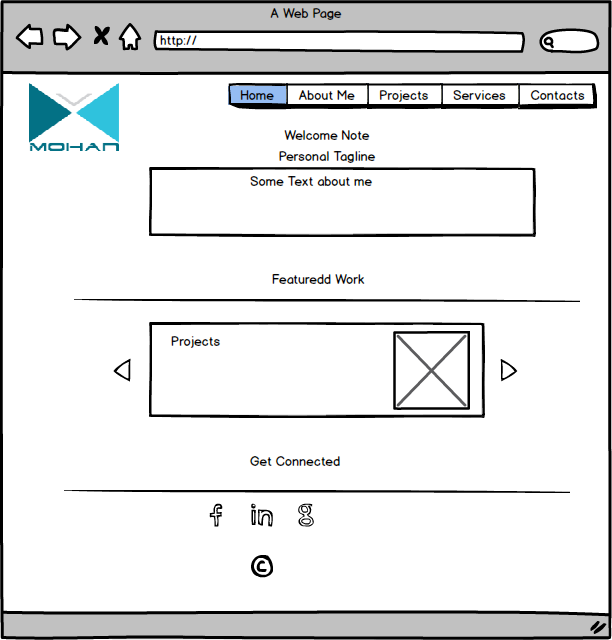 A Web Page
http://
MOHAN
Home About Me Projects Services Contacts
Welcome Note
Personal Tagline
Some Text about me
Featuredd Work
Projects
Get Connected
f in g
©